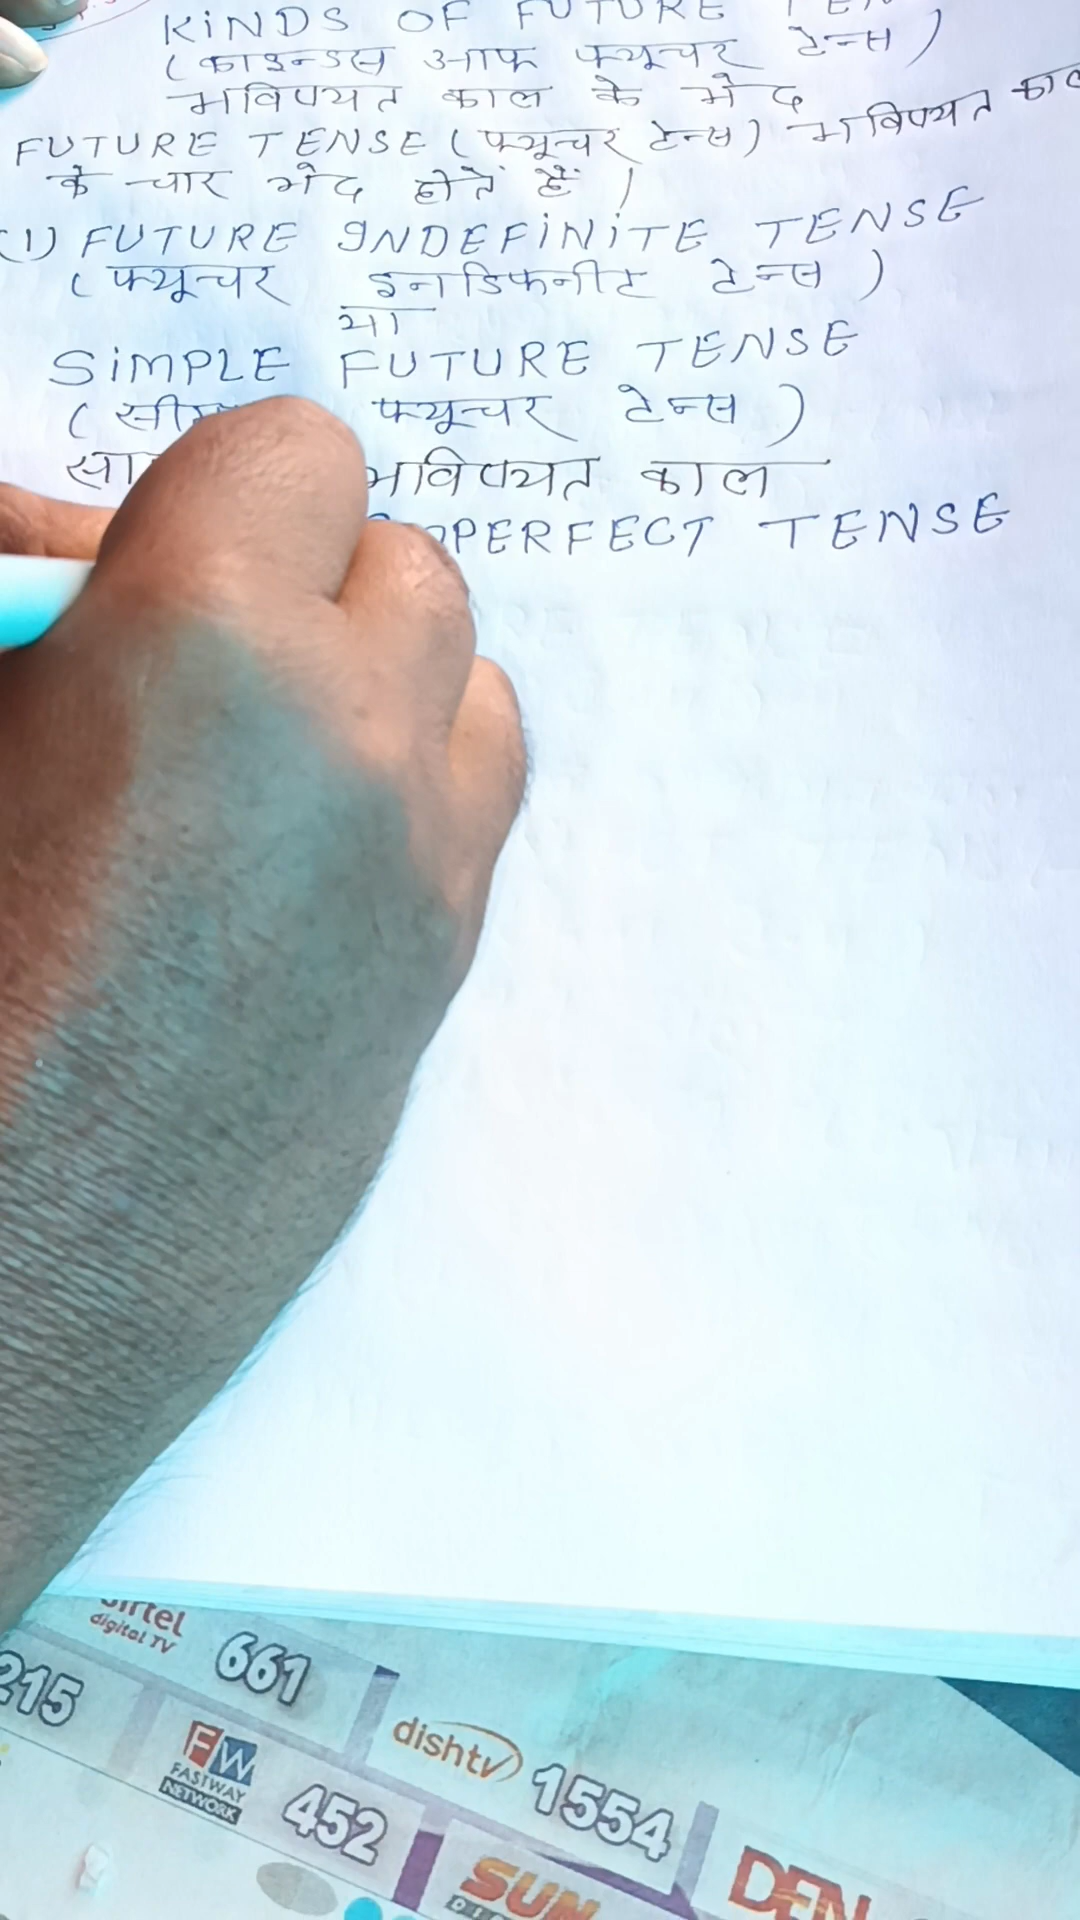 KINDS OF FUTURE TEN
(काइन्डस आफ फ्यूचर टेन्स)
भविष्यत काल के भेद
FUTURE TENSE (फ्यूचर टेन्स) भविष्यत काल
के चार भेद होते हैं।
(1) FUTURE INDEFINITE TENSE
(फ्यूचर इनडिफनीट टेन्स)
या
SIMPLE FUTURE TENSE
फ्यूचर टेन्स)
भविष्यत काल
PERFECT TENSE
airtel
digital TV
661
215
FW
FASTWAY
NETWORK
452
dishtv
1554
SUN
DEN